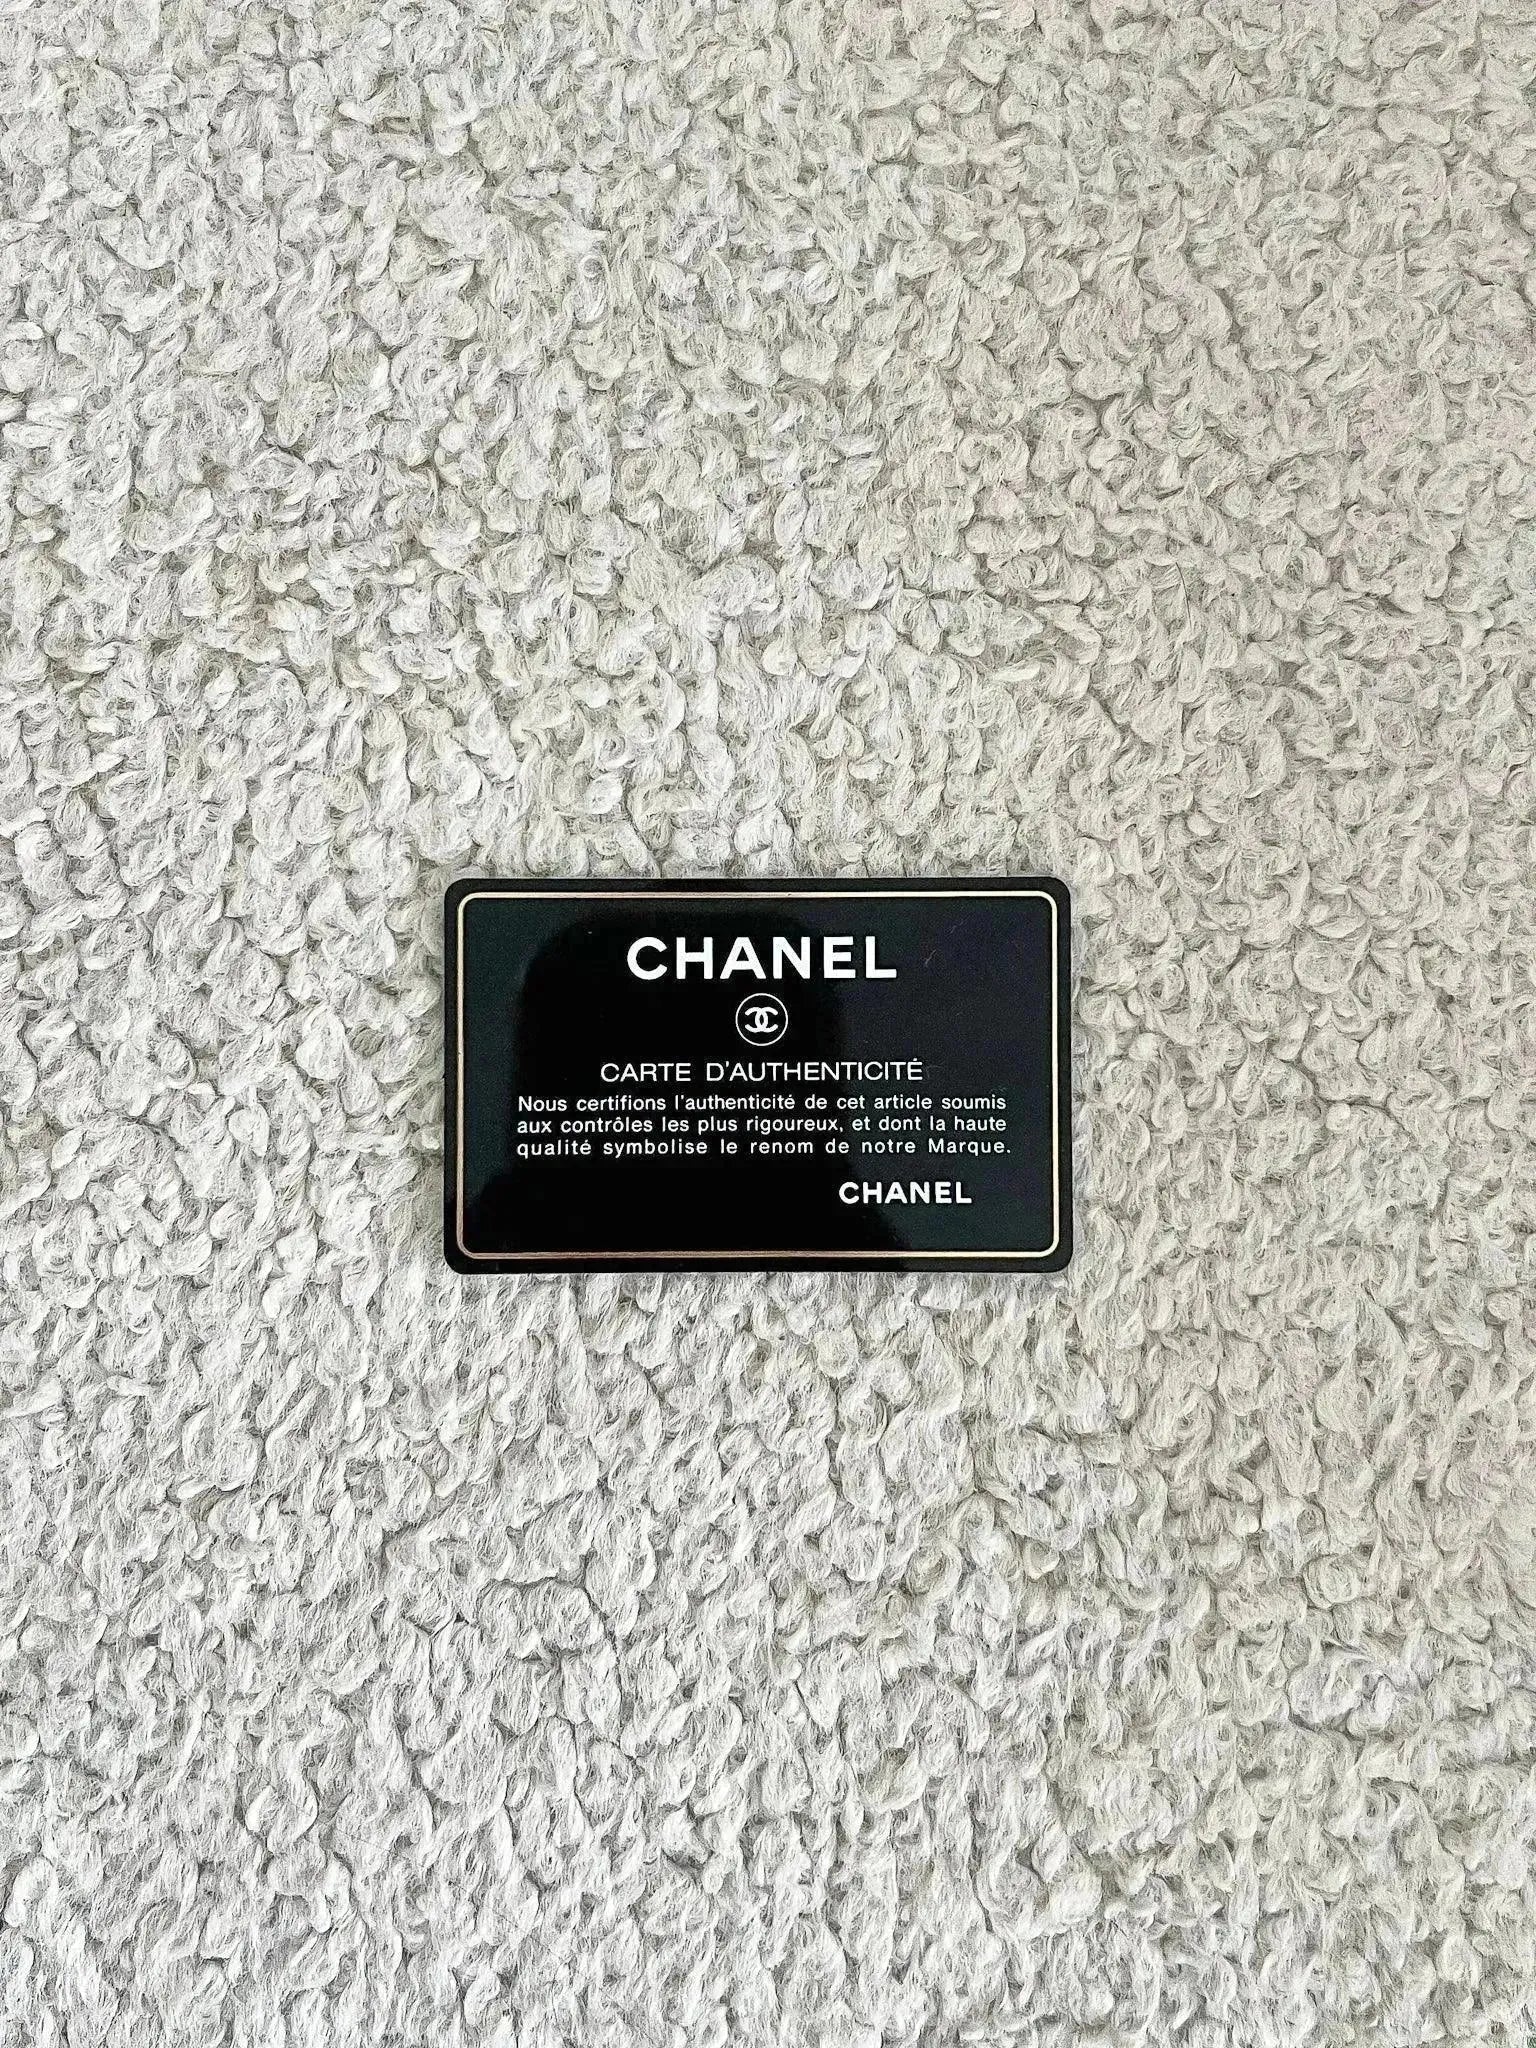 CHANEL
CARTE D'AUTHENTICITÉ
Nous certifions l'authenticité de cet article soumis
aux contrôles les plus rigoureux, et dont la haute
qualité symbolise le renom de notre Marque.
CHANEL